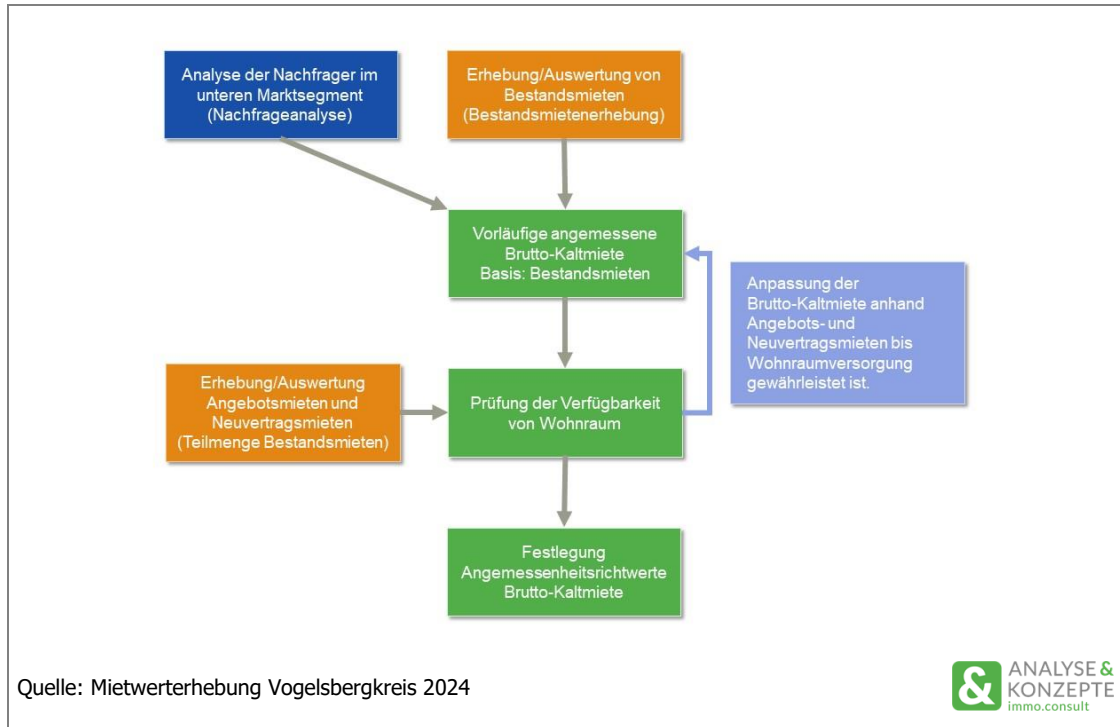 Analyse der Nachfrager im
unteren Marktsegment
(Nachfrageanalyse)
Erhebung/Auswertung von
Bestandsmieten
(Bestandsmietenerhebung)
Vorläufige angemessene
Brutto-Kaltmiete
Basis: Bestandsmieten
Anpassung der
Brutto-Kaltmiete anhand
Angebots- und
Neuvertragsmieten bis
Wohnraumversorgung
gewährleistet ist.
Erhebung/Auswertung
Angebotsmieten und
Neuvertragsmieten
(Teilmenge Bestandsmieten)
Prüfung der Verfügbarkeit
von Wohnraum
Festlegung
Angemessenheitsrichtwerte
Brutto-Kaltmiete
Quelle: Mietwerterhebung Vogelsbergkreis 2024
&
ANALYSE &
KONZEPTE
immo.consult